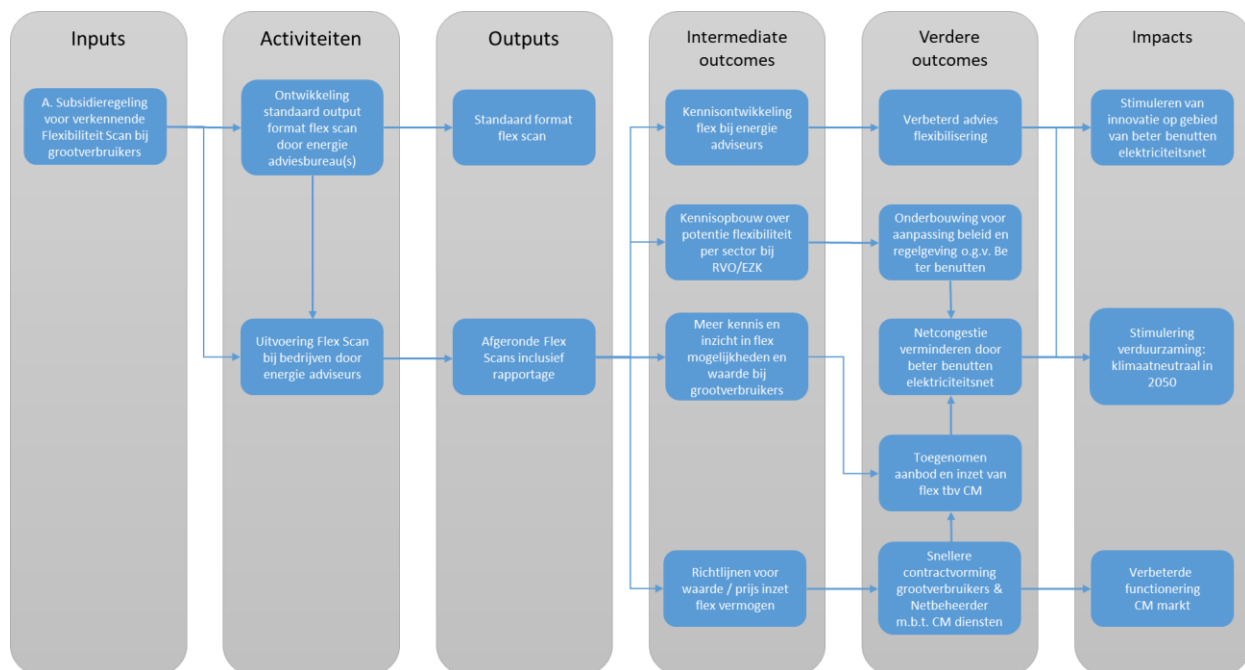 Inputs
A. Subsidieregeling
voor verkennende
Flexibiliteit Scan bij
grootverbruikers
Activiteiten
Ontwikkeling
standaard output
format flex scan
door energie
adviesbureau(s)
Uitvoering Flex Scan
bij bedrijven door
energie adviseurs
Outputs
Standaard format
flex scan
Afgeronde Flex
Scans inclusief
rapportage
Intermediate
outcomes
Kennisontwikkeling
flex bij energie
adviseurs
Kennisopbouw over
potentie flexibiliteit
per sector bij
RVO/EZK
Meer kennis en
inzicht in flex
mogelijkheden en
waarde bij
grootverbruikers
Richtlijnen voor
waarde / prijs inzet
flex vermogen
Verdere
outcomes
Verbeterd advies
flexibilisering
Onderbouwing voor
aanpassing beleid en
regelgeving o.g.v. Be
ter benutten
Netcongestie
verminderen door
beter benutten
elektriciteitsnet
Toegenomen
aanbod en inzet van
flex tbv CM
Snellere
contractvorming
grootverbruikers &
Netbeheerder
m.b.t. CM diensten
Impacts
Stimuleren van
innovatie op gebied
van beter benutten
elektriciteitsnet
Stimulering
verduurzaming:
klimaatneutraal in
2050
Verbeterde
functionering
CM markt